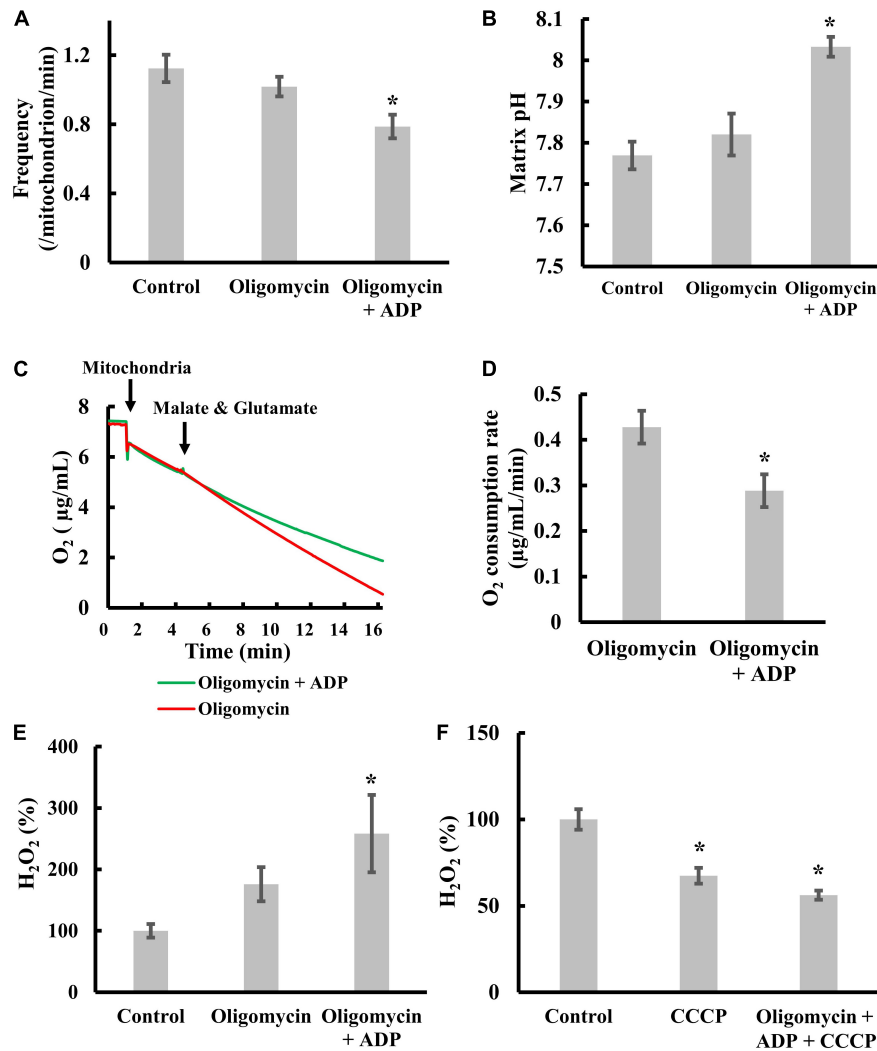 A
Frequency
(/mitochondrion/min)
1.2
0.8
0.4
0
*
Control
Oligomycin
Oligomycin
+ ADP
B
Matrix pH
8.1
8
7.9
7.8
7.7
7.6
7.5
*
Control
Oligomycin
Oligomycin
+ ADP
C
Mitochondria
Malate & Glutamate
O₂ ( µg/mL)
8
6
4
2
0
0 2 4 6 8 10 12 14 16
Time (min)
Oligomycin + ADP
Oligomycin
D
O₂ consumption rate
(µg/mL/min)
0.5
0.4
0.3
0.2
0.1
0
*
Oligomycin
Oligomycin
+ ADP
E
H₂O₂ (%)
400
300
200
100
0
*
Control
Oligomycin
Oligomycin
+ ADP
F
H₂O₂ (%)
150
100
50
0
*
*
Control
CCCP
Oligomycin +
ADP + CCCP